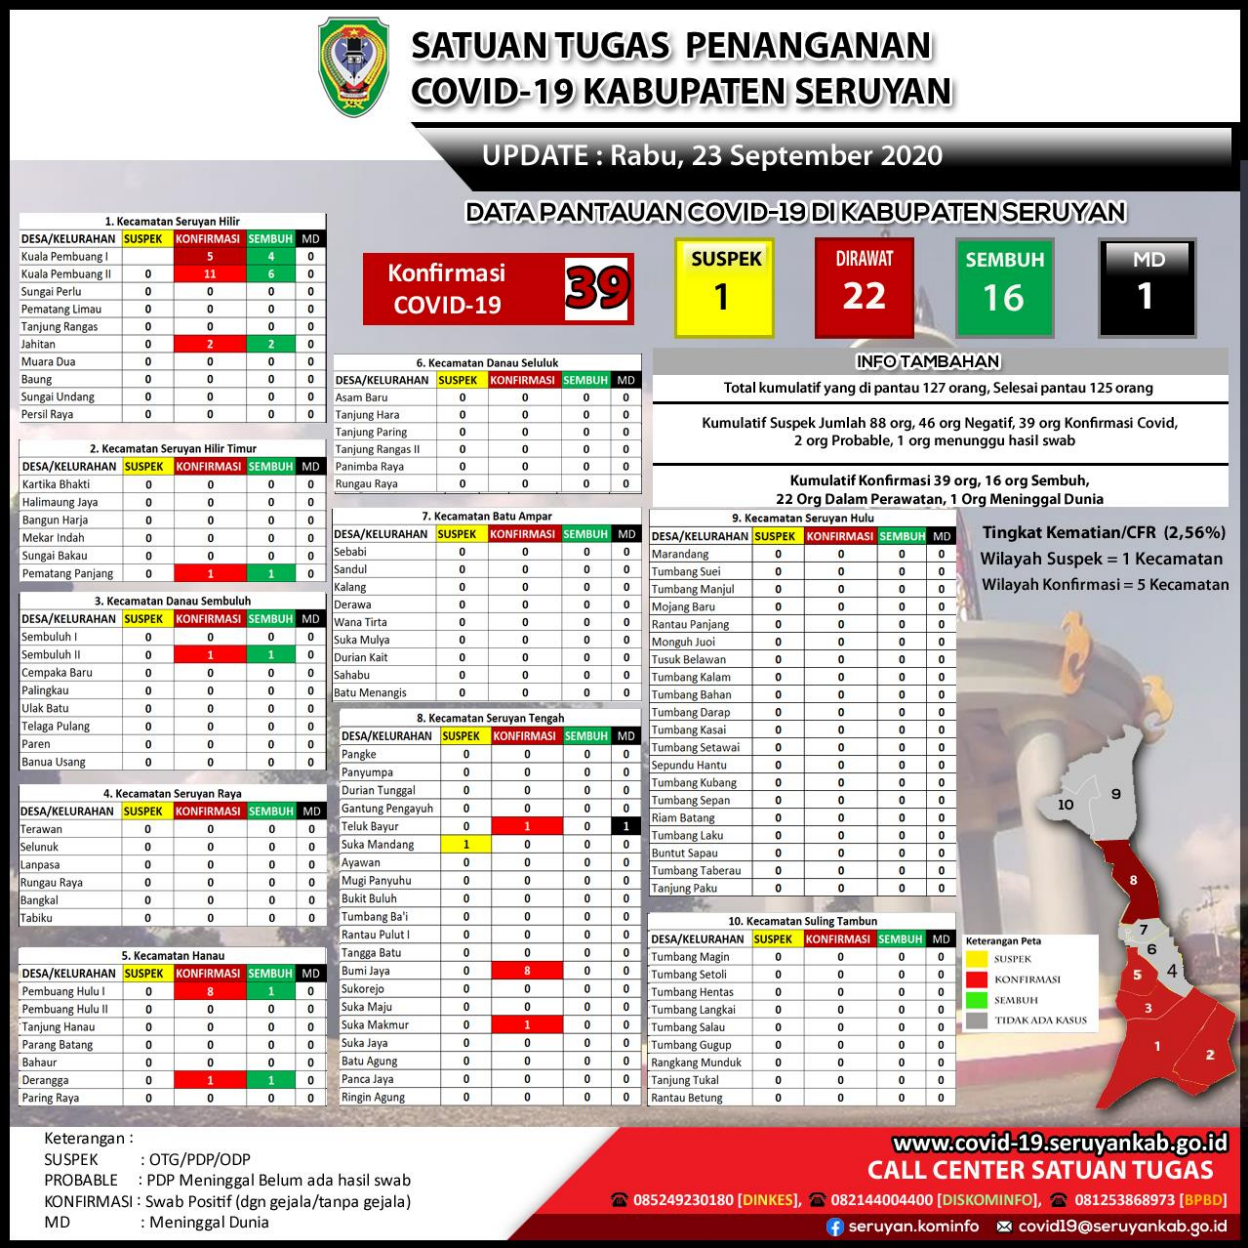 SATUAN TUGAS PENANGANAN
COVID-19 KABUPATEN SERUYAN
UPDATE : Rabu, 23 September 2020
DATA PANTAUAN COVID-19 DI KABUPATEN SERUYAN
Konfirmasi COVID-19 39
SUSPEK 1
DIRAWAT 22
SEMBUH 16
MD 1
INFO TAMBAHAN
Total kumulatif yang di pantau 127 orang, Selesai pantau 125 orang
Kumulatif Suspek Jumlah 88 org, 46 org Negatif, 39 org Konfirmasi Covid,
2 org Probable, 1 org menunggu hasil swab
Kumulatif Konfirmasi 39 org, 16 org Sembuh,
22 Org Dalam Perawatan, 1 Org Meninggal Dunia
Tingkat Kematian/CFR (2,56%)
Wilayah Suspek = 1 Kecamatan
Wilayah Konfirmasi = 5 Kecamatan
1. Kecamatan Seruyan Hilir
DESA/KELURAHAN SUSPEK KONFIRMASI SEMBUH MD
Kuala Pembuang I 5 4 0
Kuala Pembuang II 0 11 6 0
Sungai Perlu 0 0 0 0
Pematang Limau 0 0 0 0
Tanjung Rangas 0 0 0 0
Jahitan 0 2 2 0
Muara Dua 0 0 0 0
Baung 0 0 0 0
Sungai Undang 0 0 0 0
Persil Raya 0 0 0 0
2. Kecamatan Seruyan Hilir Timur
DESA/KELURAHAN SUSPEK KONFIRMASI SEMBUH MD
Kartika Bhakti 0 0 0 0
Halimaung Jaya 0 0 0 0
Bangun Harja 0 0 0 0
Mekar Indah 0 0 0 0
Sungai Bakau 0 0 0 0
Pematang Panjang 0 1 1 0
3. Kecamatan Danau Sembuluh
DESA/KELURAHAN SUSPEK KONFIRMASI SEMBUH MD
Sembuluh I 0 0 0 0
Sembuluh II 0 1 1 0
Cempaka Baru 0 0 0 0
Palingkau 0 0 0 0
Ulak Batu 0 0 0 0
Telaga Pulang 0 0 0 0
Paren 0 0 0 0
Banua Usang 0 0 0 0
4. Kecamatan Seruyan Raya
DESA/KELURAHAN SUSPEK KONFIRMASI SEMBUH MD
Terawan 0 0 0 0
Selunuk 0 0 0 0
Lanpasa 0 0 0 0
Rungau Raya 0 0 0 0
Bangkal 0 0 0 0
Tabiku 0 0 0 0
5. Kecamatan Hanau
DESA/KELURAHAN SUSPEK KONFIRMASI SEMBUH MD
Pembuang Hulu I 0 8 1 0
Pembuang Hulu II 0 0 0 0
Tanjung Hanau 0 0 0 0
Parang Batang 0 0 0 0
Bahaur 0 0 0 0
Derangga 0 1 1 0
Paring Raya 0 0 0 0
6. Kecamatan Danau Seluluk
DESA/KELURAHAN SUSPEK KONFIRMASI SEMBUH MD
Asam Baru 0 0 0 0
Tanjung Hara 0 0 0 0
Tanjung Paring 0 0 0 0
Tanjung Rangas II 0 0 0 0
Panimba Raya 0 0 0 0
Rungau Raya 0 0 0 0
7. Kecamatan Batu Ampar
DESA/KELURAHAN SUSPEK KONFIRMASI SEMBUH MD
Sebabi 0 0 0 0
Sandul 0 0 0 0
Kalang 0 0 0 0
Derawa 0 0 0 0
Wana Tirta 0 0 0 0
Suka Mulya 0 0 0 0
Durian Kait 0 0 0 0
Sahabu 0 0 0 0
Batu Menangis 0 0 0 0
8. Kecamatan Seruyan Tengah
DESA/KELURAHAN SUSPEK KONFIRMASI SEMBUH MD
Pangke 0 0 0 0
Panyumpa 0 0 0 0
Durian Tunggal 0 0 0 0
Gantung Pengayuh 0 0 0 0
Teluk Bayur 0 1 0 1
Suka Mandang 1 0 0 0
Ayawan 0 0 0 0
Mugi Panyuhu 0 0 0 0
Bukit Buluh 0 0 0 0
Tumbang Ba'i 0 0 0 0
Rantau Pulut I 0 0 0 0
Tangga Batu 0 0 0 0
Bumi Jaya 0 8 0 0
Sukorejo 0 0 0 0
Suka Maju 0 0 0 0
Suka Makmur 0 1 0 0
Suka Jaya 0 0 0 0
Batu Agung 0 0 0 0
Panca Jaya 0 0 0 0
Ringin Agung 0 0 0 0
9. Kecamatan Seruyan Hulu
DESA/KELURAHAN SUSPEK KONFIRMASI SEMBUH MD
Marandang 0 0 0 0
Tumbang Suei 0 0 0 0
Tumbang Manjul 0 0 0 0
Mojang Baru 0 0 0 0
Rantau Panjang 0 0 0 0
Monguh Juoi 0 0 0 0
Tusuk Belawan 0 0 0 0
Tumbang Kalam 0 0 0 0
Tumbang Bahan 0 0 0 0
Tumbang Darap 0 0 0 0
Tumbang Kasai 0 0 0 0
Tumbang Setawai 0 0 0 0
Sepundu Hantu 0 0 0 0
Tumbang Kubang 0 0 0 0
Tumbang Sepan 0 0 0 0
Riam Batang 0 0 0 0
Tumbang Laku 0 0 0 0
Buntut Sapau 0 0 0 0
Tumbang Taberau 0 0 0 0
Tanjung Paku 0 0 0 0
10. Kecamatan Suling Tambun
DESA/KELURAHAN SUSPEK KONFIRMASI SEMBUH MD
Tumbang Magin 0 0 0 0
Tumbang Setoli 0 0 0 0
Tumbang Hentas 0 0 0 0
Tumbang Langkai 0 0 0 0
Tumbang Salau 0 0 0 0
Tumbang Gugup 0 0 0 0
Rangkang Munduk 0 0 0 0
Tanjung Tukal 0 0 0 0
Rantau Betung 0 0 0 0
Keterangan Peta
SUSPEK
KONFIRMASI
SEMBUH
TIDAK ADA KASUS
10 9
8
7
6
5 4
3
1 2
Keterangan :
SUSPEK : OTG/PDP/ODP
PROBABLE : PDP Meninggal Belum ada hasil swab
KONFIRMASI : Swab Positif (dgn gejala/tanpa gejala)
MD : Meninggal Dunia
www.covid-19.seruyankab.go.id
CALL CENTER SATUAN TUGAS
085249230180 [DINKES], 082144004400 [DISKOMINFO], 081253868973 [BPBD]
seruyan.kominfo covid19@seruyankab.go.id